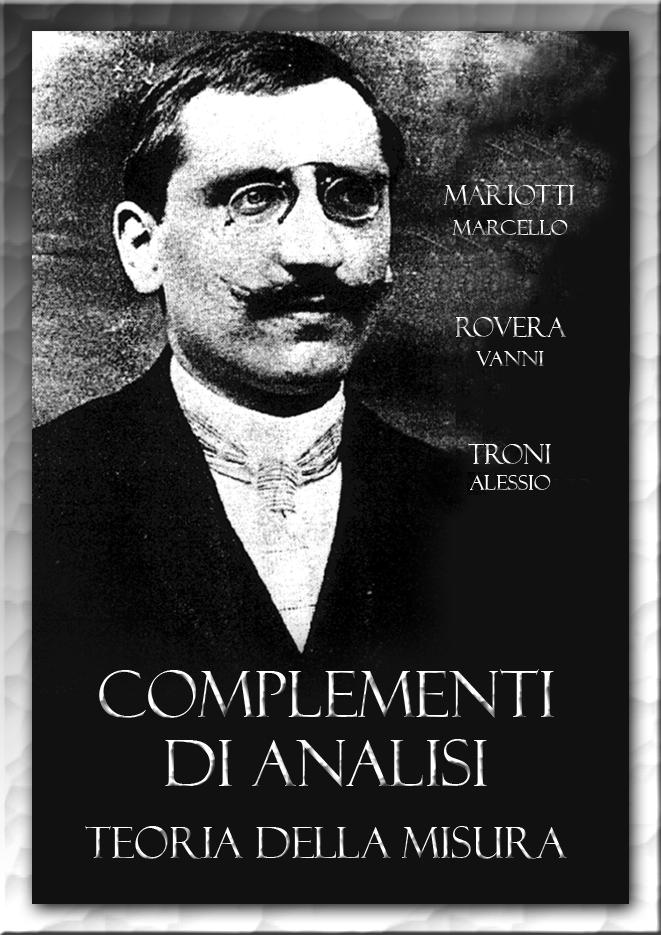 MARIOTTI
MARCELLO
ROVERA
VANNI
TRONI
ALESSIO
COMPLEMENTI
DI ANALISI
TEORIA DELLA MISURA